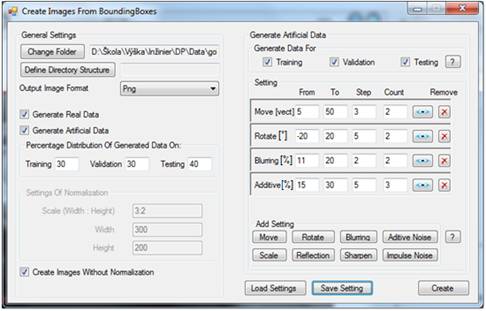 Create Images From BoundingBoxes
General Settings
Change Folder D:\Škola\Výška\Inžinier\DP\Data\go
Define Directory Structure
Output Image Format Png
Generate Real Data
Generate Artificial Data
Percentage Distribution Of Generated Data On:
Training 30 Validation 30 Testing 40
Settings Of Normalization
Scale (Width : Height) 3:2
Width 300
Height 200
Create Images Without Normalization
Generate Artificial Data
Generate Data For
Training Validation Testing ?
Setting
From To Step Count Remove
Move [vect] 5 50 3 2 <-=-> X
Rotate [°] -20 20 5 2 <-=-> X
Blurring [%] 11 20 2 2 <-=-> X
Additive [%] 15 30 5 3 <-=-> X
Add Setting
Move Rotate Blurring Aditive Noise ?
Scale Reflection Sharpen Impulse Noise
Load Settings Save Setting Create